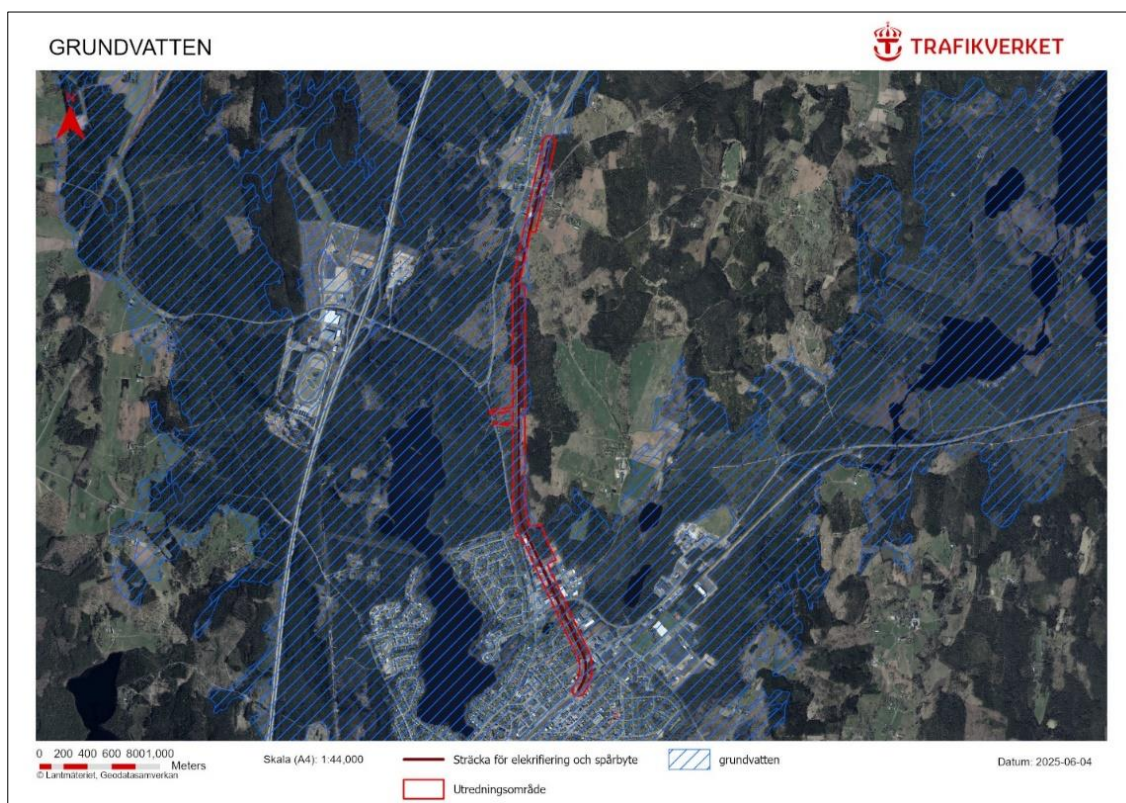 GRUNDVATTEN
TRAFIKVERKET
N
0 200 400 600 8001,000
Meters
© Lantmäteriet, Geodatasamverkan
Skala (A4): 1:44,000
Sträcka för elekrifiering och spårbyte
Utredningsområde
grundvatten
Datum: 2025-06-04